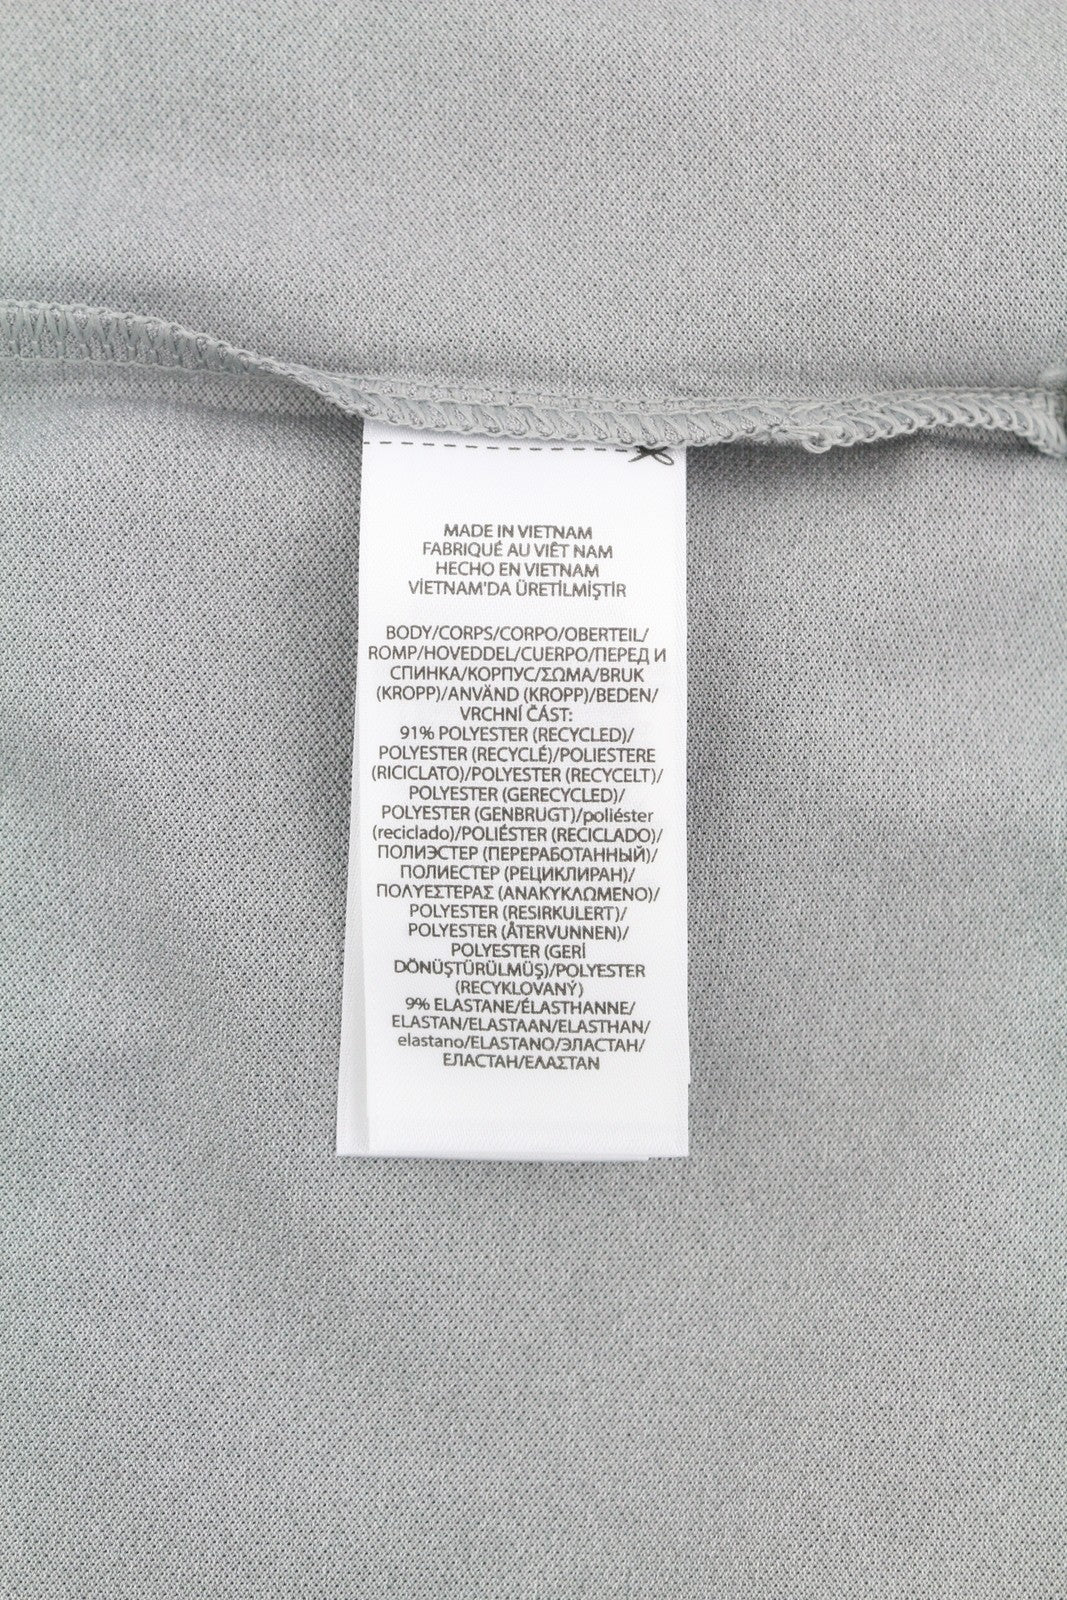 MADE IN VIETNAM
FABRIQUÉ AU VIÊT NAM
HECHO EN VIETNAM
VİETNAM'DA ÜRETİLMİŞTİR
BODY/CORPS/CORPO/OBERTEIL/
ROMP/HOVEDDEL/CUERPO/ПЕРЕД И
СПИНКА/КОРПУС/ΣΩΜΑ/BRUK
(KROPP)/ANVÄND (KROPP)/BEDEN/
VRCHNÍ ČÁST:
91% POLYESTER (RECYCLED)/
POLYESTER (RECYCLÉ)/POLIESTERE
(RICICLATO)/POLYESTER (RECYCELT)/
POLYESTER (GERECYCLED)/
POLYESTER (GENBRUGT)/poliéster
(reciclado)/POLIÉSTER (RECICLADO)/
ПОЛИЭСТЕР (ПЕРЕРАБОТАННЫЙ)/
ПОЛИЕСТЕР (РЕЦИКЛИРАН)/
ΠΟΛΥΕΣΤΕΡΑΣ (ΑΝΑΚΥΚΛΩΜΕΝΟ)/
POLYESTER (RESIRKULERT)/
POLYESTER (ÅTERVUNNEN)/
POLYESTER (GERİ
DÖNÜŞTÜRÜLMÜŞ)/POLYESTER
(RECYKLOVANÝ)
9% ELASTANE/ÉLASTHANNE/
ELASTAN/ELASTAAN/ELASTHAN/
elastano/ELASTANO/ЭЛАСТАН/
ЕЛАСТАН/ΕΛΑΣΤΑΝ